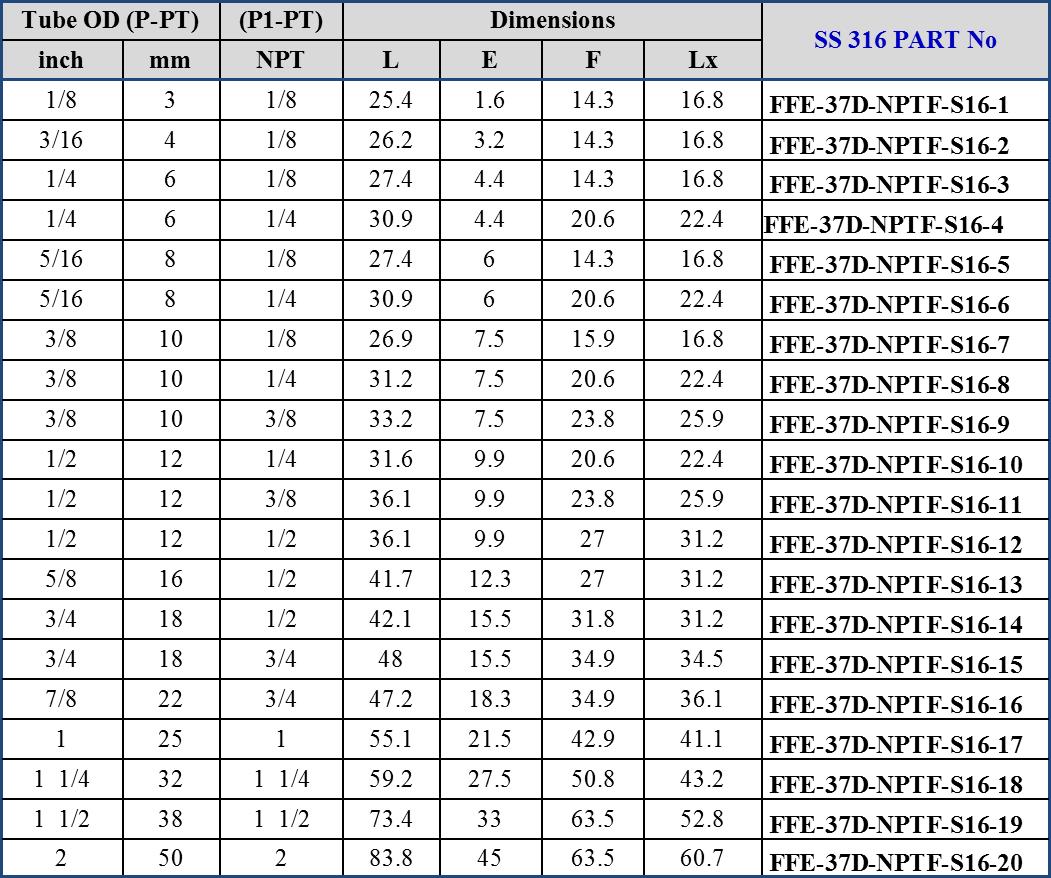 Tube OD (P-PT) (P1-PT) Dimensions SS 316 PART No
inch mm NPT L E F Lx
1/8 3 1/8 25.4 1.6 14.3 16.8 FFE-37D-NPTF-S16-1
3/16 4 1/8 26.2 3.2 14.3 16.8 FFE-37D-NPTF-S16-2
1/4 6 1/8 27.4 4.4 14.3 16.8 FFE-37D-NPTF-S16-3
1/4 6 1/4 30.9 4.4 20.6 22.4 FFE-37D-NPTF-S16-4
5/16 8 1/8 27.4 6 14.3 16.8 FFE-37D-NPTF-S16-5
5/16 8 1/4 30.9 6 20.6 22.4 FFE-37D-NPTF-S16-6
3/8 10 1/8 26.9 7.5 15.9 16.8 FFE-37D-NPTF-S16-7
3/8 10 1/4 31.2 7.5 20.6 22.4 FFE-37D-NPTF-S16-8
3/8 10 3/8 33.2 7.5 23.8 25.9 FFE-37D-NPTF-S16-9
1/2 12 1/4 31.6 9.9 20.6 22.4 FFE-37D-NPTF-S16-10
1/2 12 3/8 36.1 9.9 23.8 25.9 FFE-37D-NPTF-S16-11
1/2 12 1/2 36.1 9.9 27 31.2 FFE-37D-NPTF-S16-12
5/8 16 1/2 41.7 12.3 27 31.2 FFE-37D-NPTF-S16-13
3/4 18 1/2 42.1 15.5 31.8 31.2 FFE-37D-NPTF-S16-14
3/4 18 3/4 48 15.5 34.9 34.5 FFE-37D-NPTF-S16-15
7/8 22 3/4 47.2 18.3 34.9 36.1 FFE-37D-NPTF-S16-16
1 25 1 55.1 21.5 42.9 41.1 FFE-37D-NPTF-S16-17
1 1/4 32 1 1/4 59.2 27.5 50.8 43.2 FFE-37D-NPTF-S16-18
1 1/2 38 1 1/2 73.4 33 63.5 52.8 FFE-37D-NPTF-S16-19
2 50 2 83.8 45 63.5 60.7 FFE-37D-NPTF-S16-20